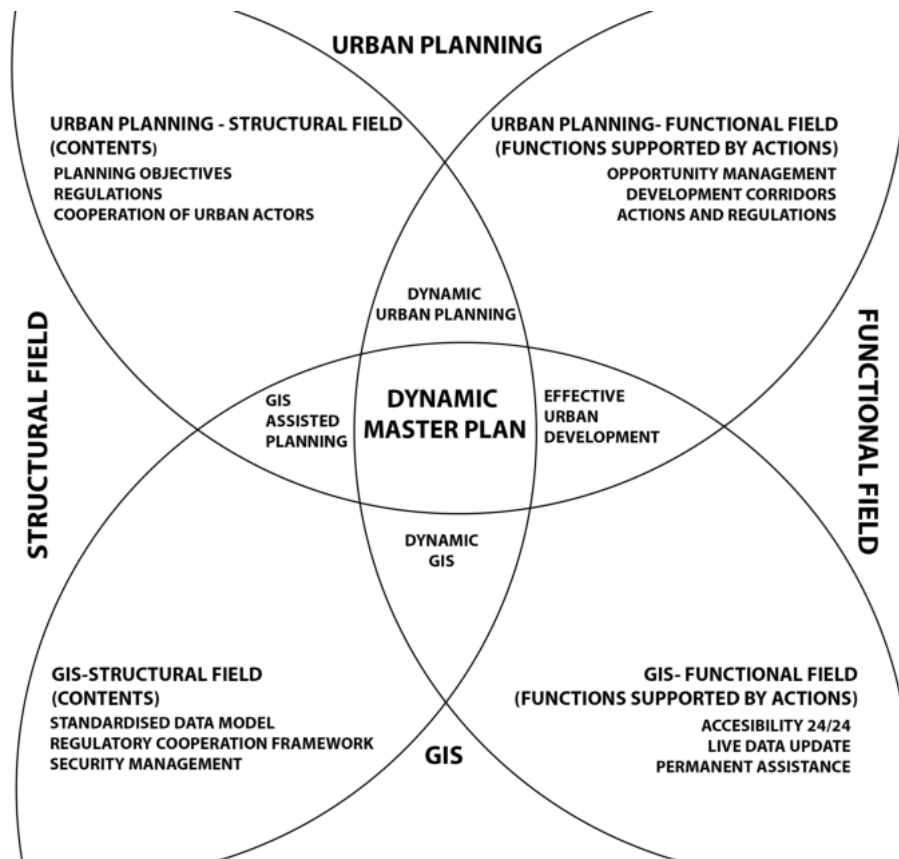 URBAN PLANNING
URBAN PLANNING - STRUCTURAL FIELD
(CONTENTS)
PLANNING OBJECTIVES
REGULATIONS
COOPERATION OF URBAN ACTORS
URBAN PLANNING- FUNCTIONAL FIELD
(FUNCTIONS SUPPORTED BY ACTIONS)
OPPORTUNITY MANAGEMENT
DEVELOPMENT CORRIDORS
ACTIONS AND REGULATIONS
DYNAMIC
URBAN PLANNING
STRUCTURAL FIELD
GIS
ASSISTED
PLANNING
DYNAMIC
MASTER PLAN
EFFECTIVE
URBAN
DEVELOPMENT
FUNCTIONAL FIELD
DYNAMIC
GIS
GIS-STRUCTURAL FIELD
(CONTENTS)
STANDARDISED DATA MODEL
REGULATORY COOPERATION FRAMEWORK
SECURITY MANAGEMENT
GIS
GIS- FUNCTIONAL FIELD
(FUNCTIONS SUPPORTED BY ACTIONS)
ACCESIBILITY 24/24
LIVE DATA UPDATE
PERMANENT ASSISTANCE